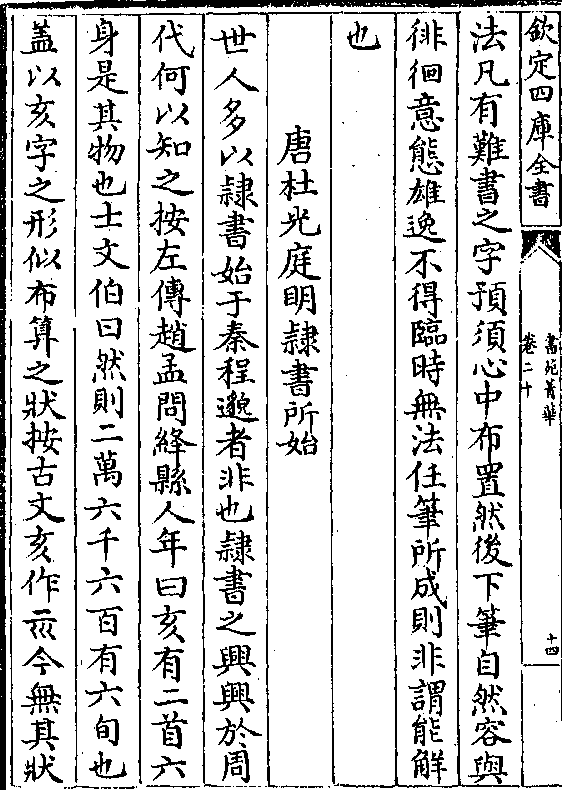 欽定四庫全書
書苑菁華
卷二十
十四
法凡有難書之字預須心中布置然後下筆自然容與
徘徊意態雄逸不得臨時無法任筆所成則非謂能解
也
唐杜光庭明隷書所始
世人多以隷書始于秦程邈者非也隷書之興興於周
代何以知之按左傳趙孟問絳縣人年曰亥有二首六
身是其物也士文伯曰然則二萬六千六百有六旬也
蓋以亥字之形似布算之狀按古文亥作今無其狀